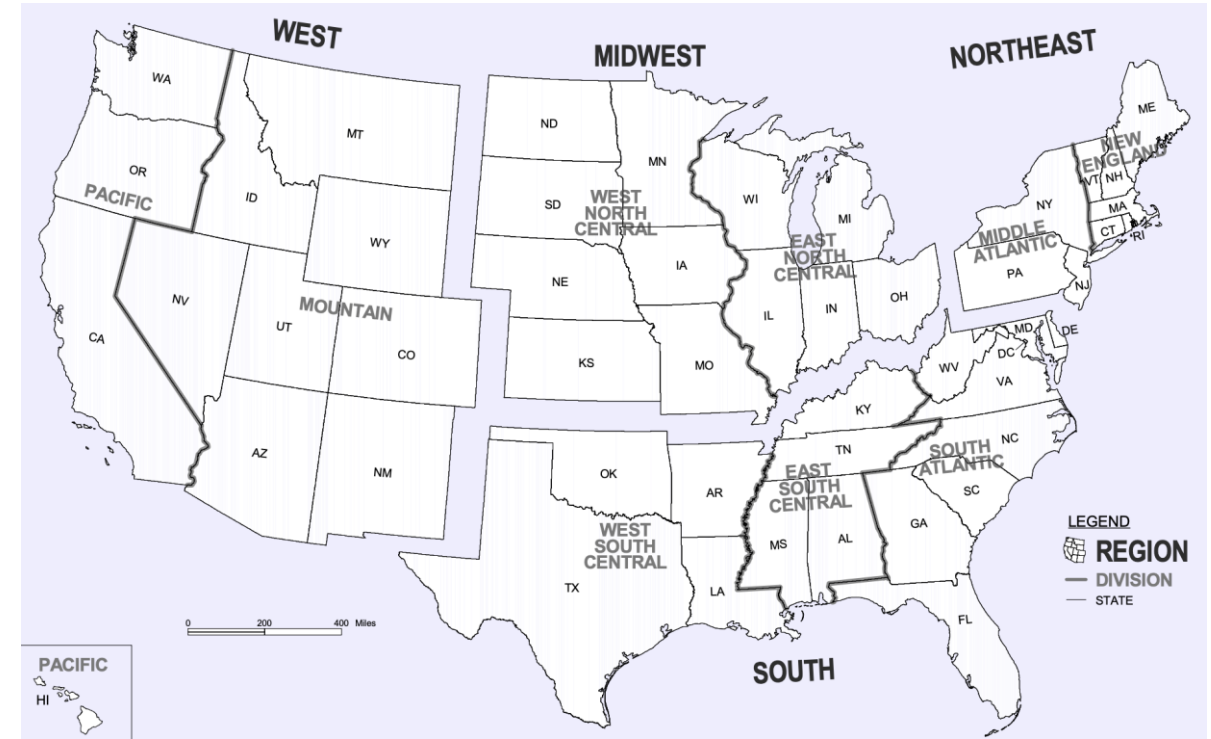 WEST
MIDWEST
NORTHEAST
WA
MT
OR
PACIFIC
ID
WY
NV
MOUNTAIN
UT
CO
CA
AZ
NM
ND
MN
SD
WEST
NORTH
CENTRAL
IA
NE
KS
MO
WI
MI
EAST
NORTH
CENTRAL
IL
IN
OH
ME
NEW
ENGLAND
VT
NH
NY
MA
CT
RI
MIDDLE
ATLANTIC
PA
NJ
MD
DE
DC
WV
VA
KY
NC
TN
SOUTH
ATLANTIC
SC
EAST
SOUTH
CENTRAL
MS
AL
GA
FL
OK
AR
WEST
SOUTH
CENTRAL
TX
LA
SOUTH
LEGEND
REGION
DIVISION
STATE
0 200 400 Miles
PACIFIC
HI